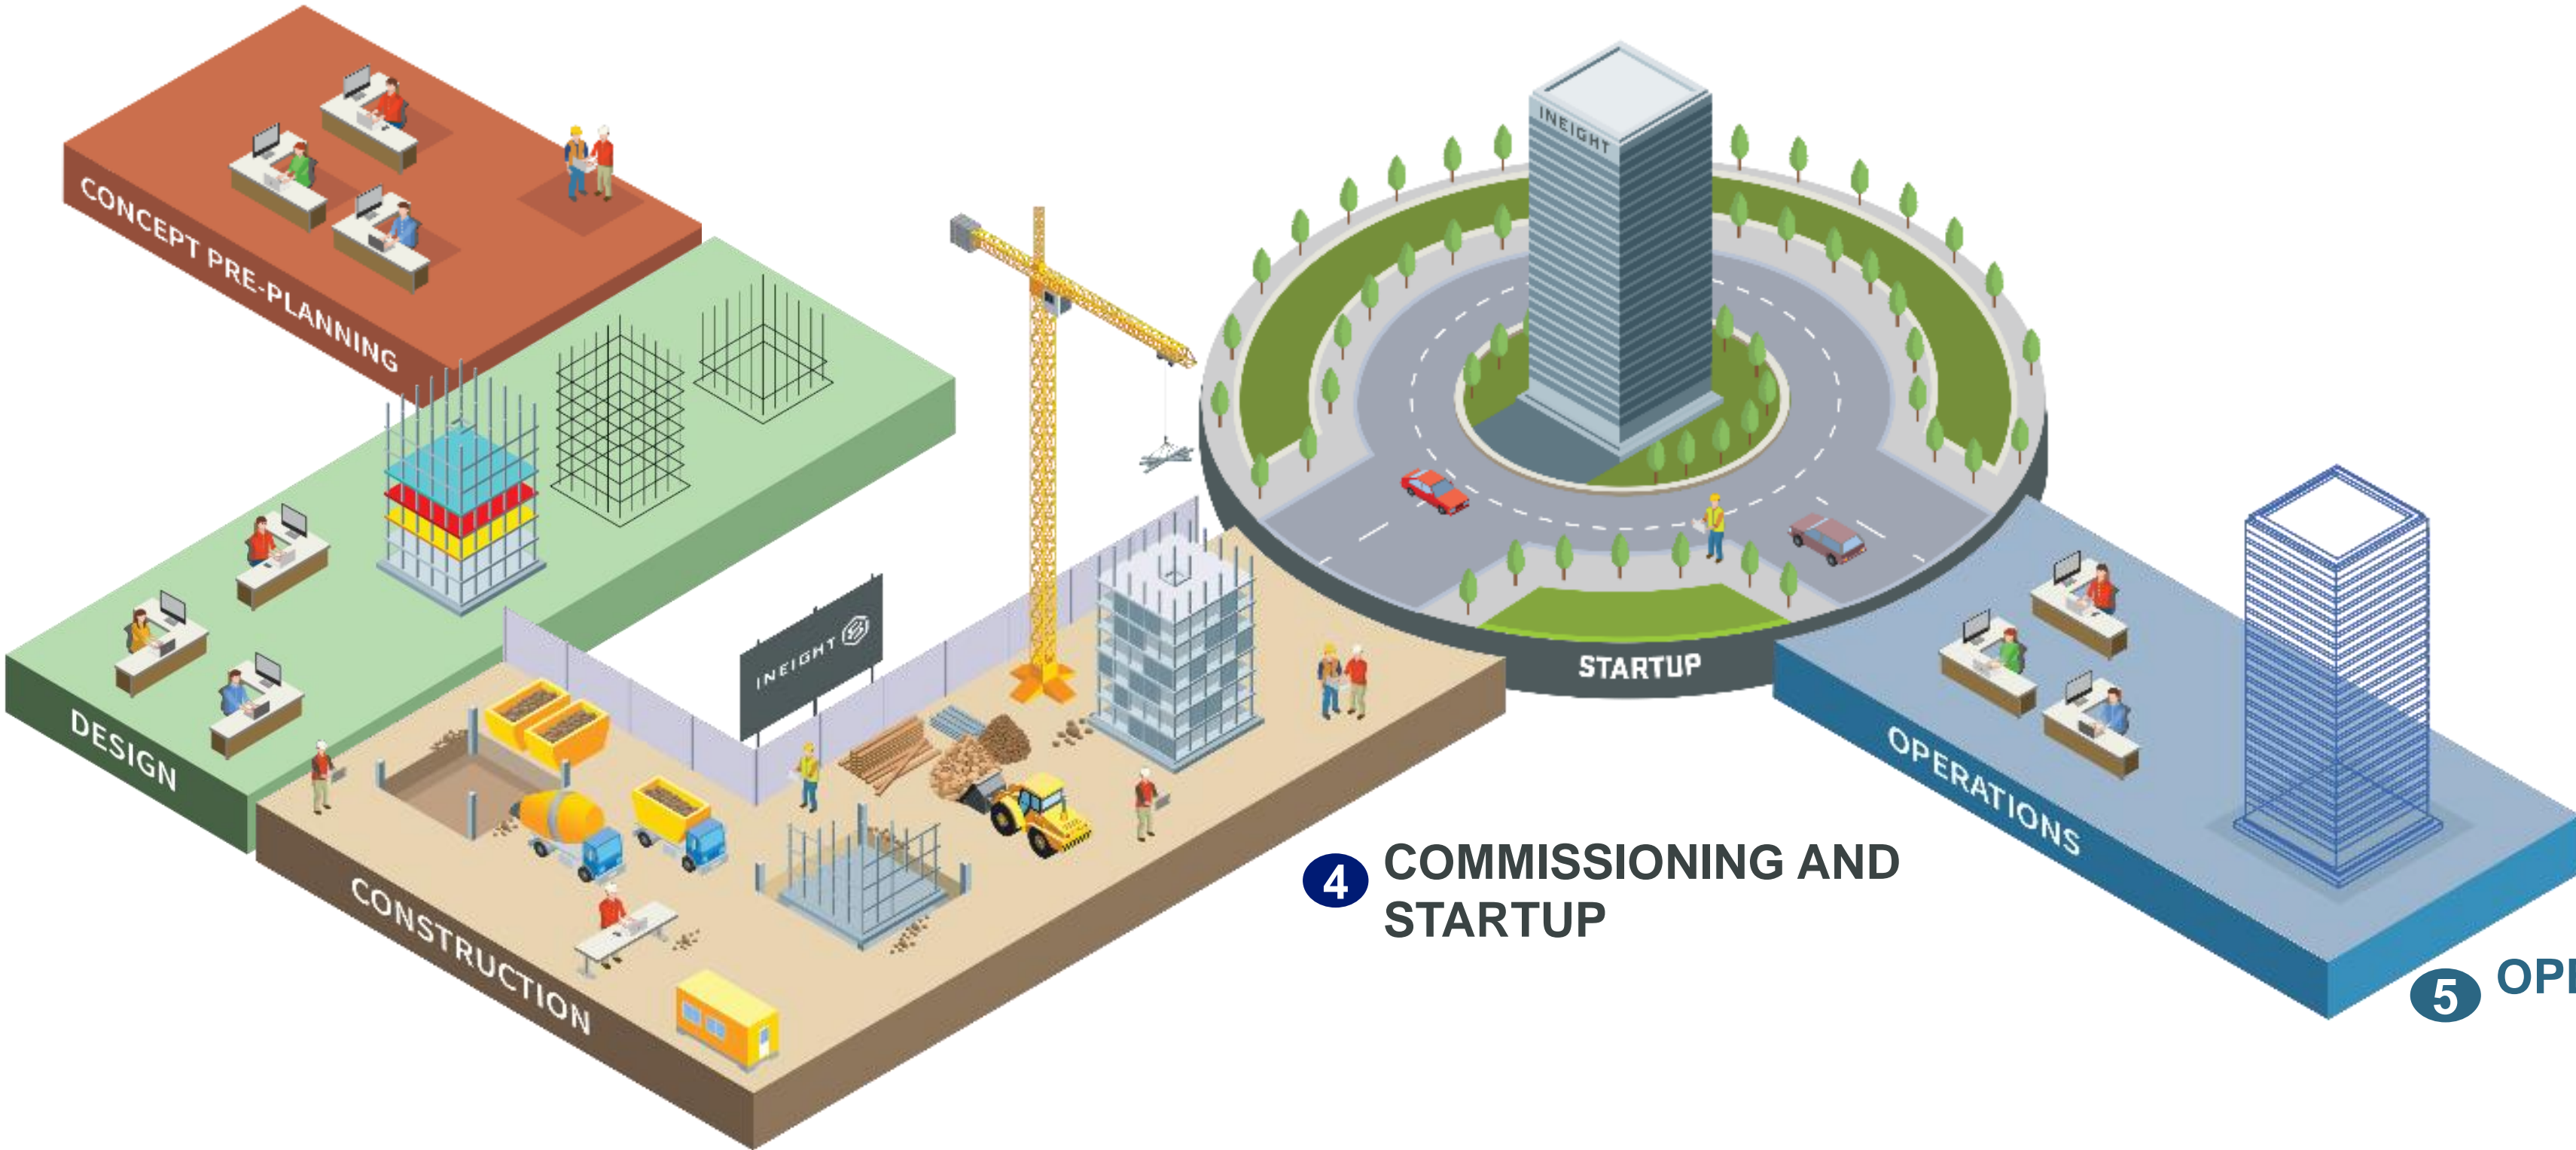 INEIGHT
CONCEPT PRE-PLANNING
DESIGN
INEIGHT
STARTUP
OPERATIONS
CONSTRUCTION
4 COMMISSIONING AND
STARTUP
5